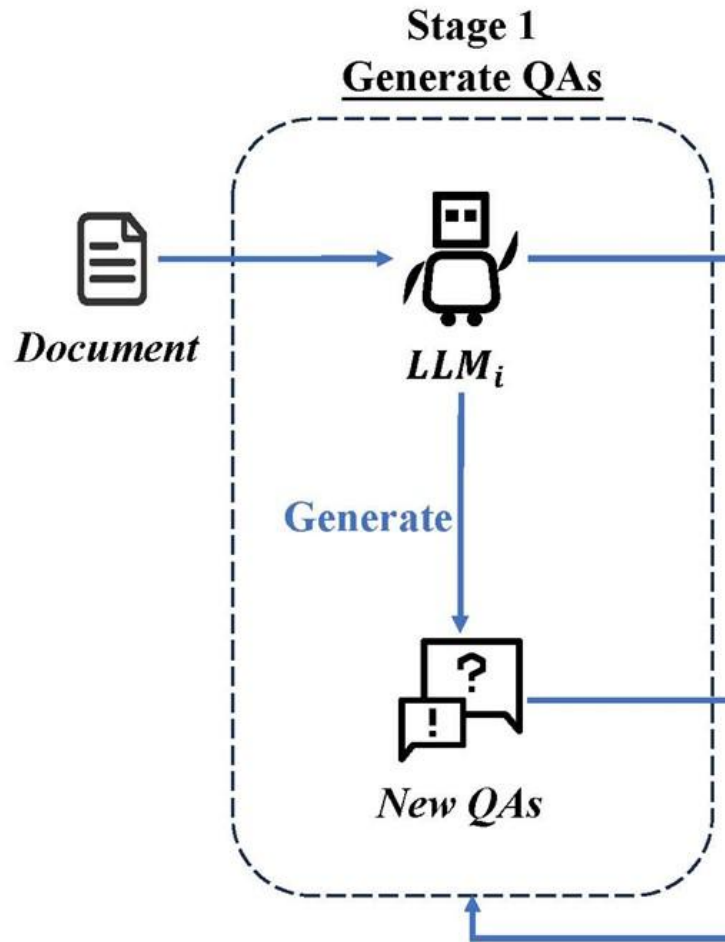 Stage 1
Generate QAs
Document
LLMᵢ
Generate
?
!
New QAs